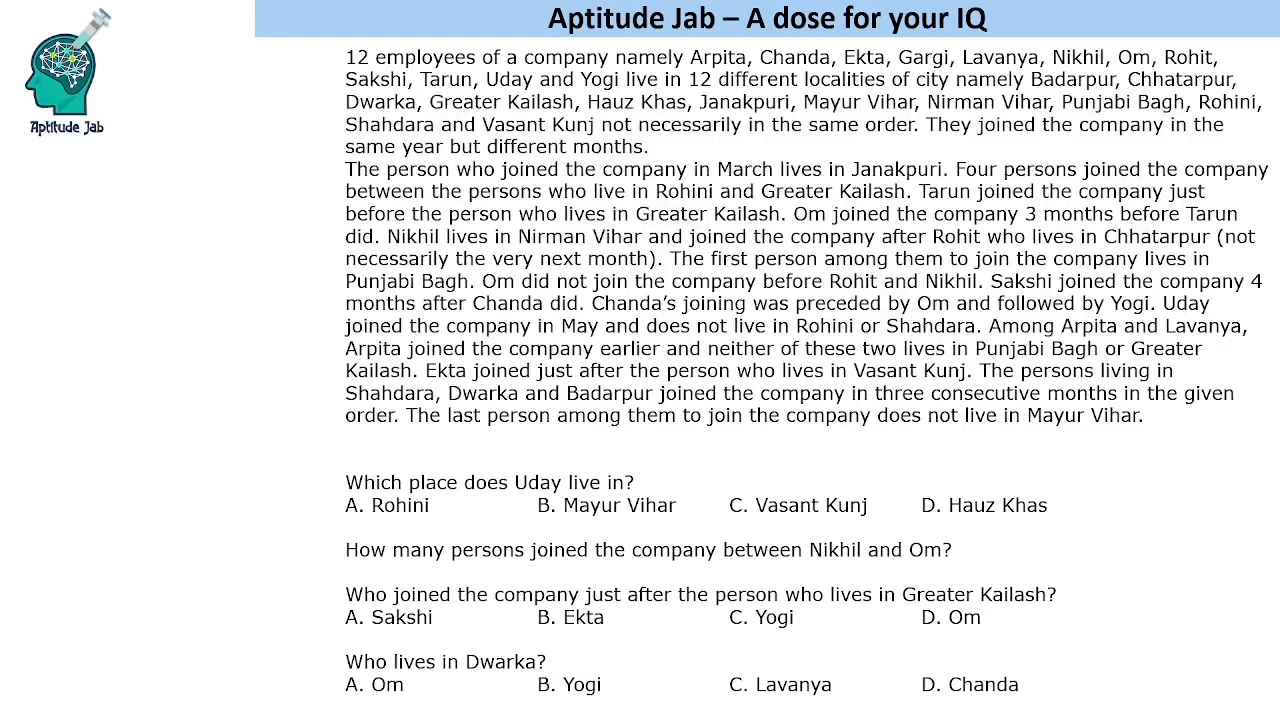 Aptitude Jab – A dose for your IQ
Aptitude Jab
12 employees of a company namely Arpita, Chanda, Ekta, Gargi, Lavanya, Nikhil, Om, Rohit,
Sakshi, Tarun, Uday and Yogi live in 12 different localities of city namely Badarpur, Chhatarpur,
Dwarka, Greater Kailash, Hauz Khas, Janakpuri, Mayur Vihar, Nirman Vihar, Punjabi Bagh, Rohini,
Shahdara and Vasant Kunj not necessarily in the same order. They joined the company in the
same year but different months.
The person who joined the company in March lives in Janakpuri. Four persons joined the company
between the persons who live in Rohini and Greater Kailash. Tarun joined the company just
before the person who lives in Greater Kailash. Om joined the company 3 months before Tarun
did. Nikhil lives in Nirman Vihar and joined the company after Rohit who lives in Chhatarpur (not
necessarily the very next month). The first person among them to join the company lives in
Punjabi Bagh. Om did not join the company before Rohit and Nikhil. Sakshi joined the company 4
months after Chanda did. Chanda's joining was preceded by Om and followed by Yogi. Uday
joined the company in May and does not live in Rohini or Shahdara. Among Arpita and Lavanya,
Arpita joined the company earlier and neither of these two lives in Punjabi Bagh or Greater
Kailash. Ekta joined just after the person who lives in Vasant Kunj. The persons living in
Shahdara, Dwarka and Badarpur joined the company in three consecutive months in the given
order. The last person among them to join the company does not live in Mayur Vihar.
Which place does Uday live in?
A. Rohini B. Mayur Vihar C. Vasant Kunj D. Hauz Khas
How many persons joined the company between Nikhil and Om?
Who joined the company just after the person who lives in Greater Kailash?
A. Sakshi B. Ekta C. Yogi D. Om
Who lives in Dwarka?
A. Om B. Yogi C. Lavanya D. Chanda